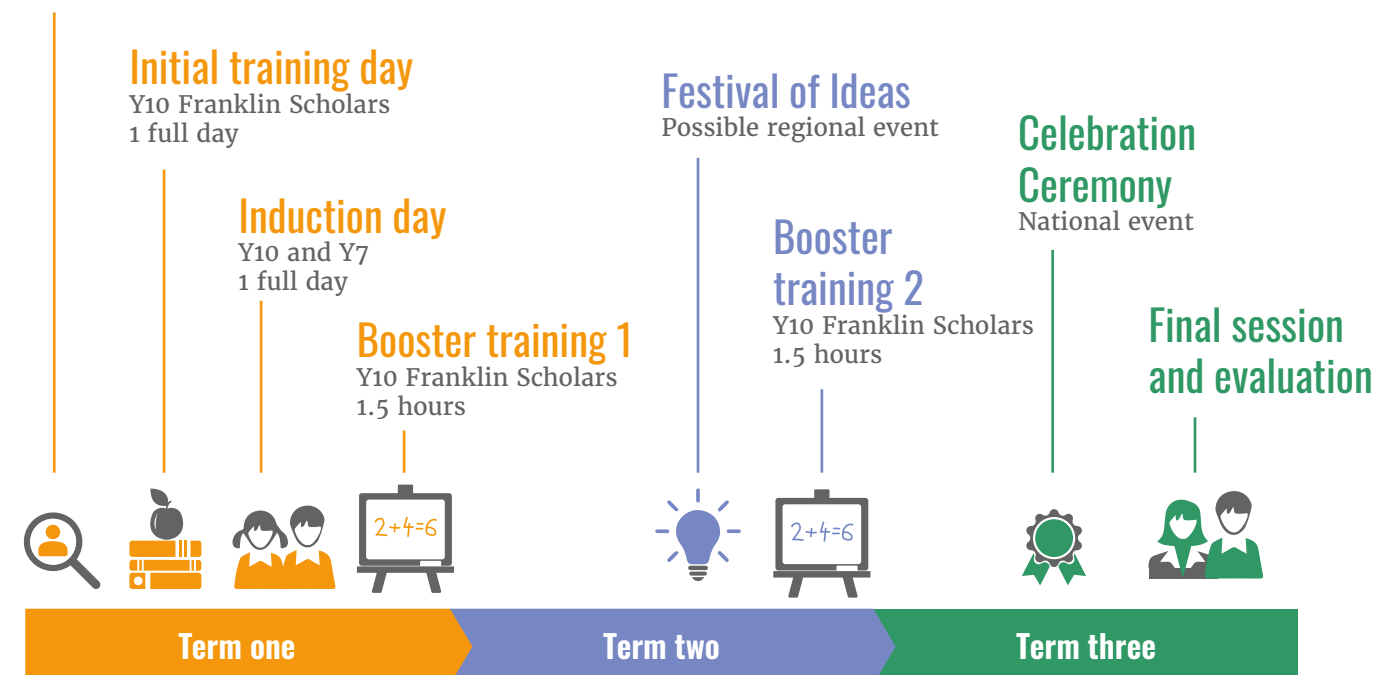 Initial training day
Y10 Franklin Scholars
1 full day
Induction day
Y10 and Y7
1 full day
Booster training 1
Y10 Franklin Scholars
1.5 hours
Festival of Ideas
Possible regional event
Booster
training 2
Y10 Franklin Scholars
1.5 hours
Celebration
Ceremony
National event
Final session
and evaluation
2+4=6
2+4=6
Term one
Term two
Term three